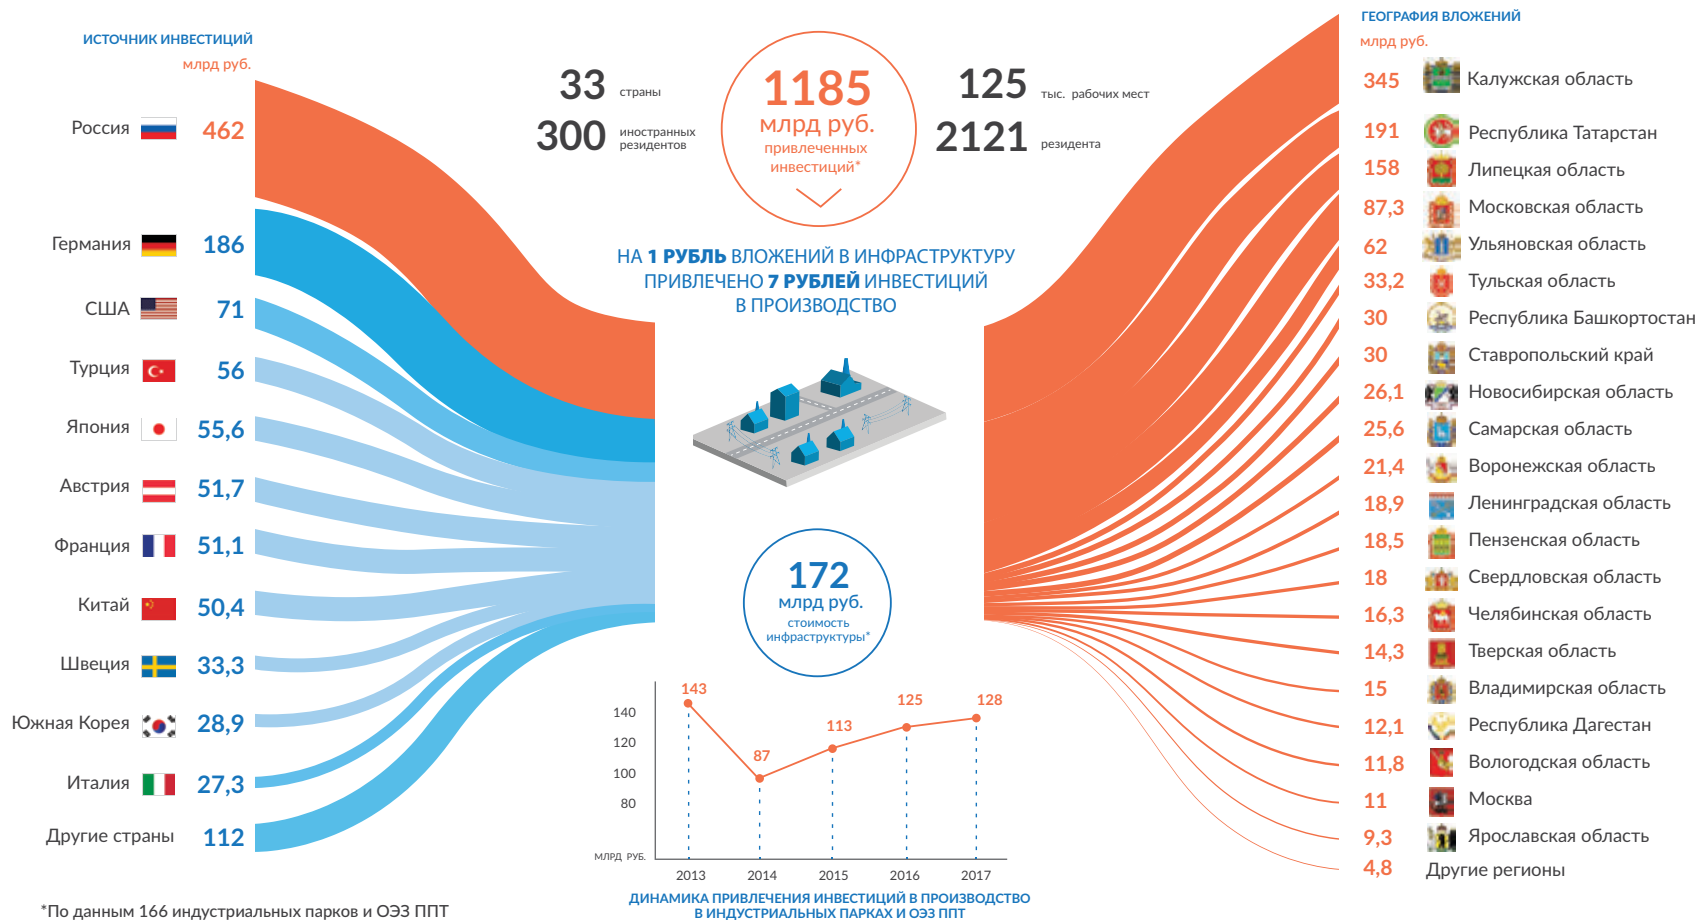 ИСТОЧНИК ИНВЕСТИЦИЙ
млрд руб.
Россия 462
Германия 186
США 71
Турция 56
Япония 55,6
Австрия 51,7
Франция 51,1
Китай 50,4
Швеция 33,3
Южная Корея 28,9
Италия 27,3
Другие страны 112
*По данным 166 индустриальных парков и ОЭЗ ППТ
33 страны
300 иностранных
резидентов
1185
млрд руб.
привлеченных
инвестиций*
125 тыс. рабочих мест
2121 резидента
НА 1 РУБЛЬ ВЛОЖЕНИЙ В ИНФРАСТРУКТУРУ
ПРИВЛЕЧЕНО 7 РУБЛЕЙ ИНВЕСТИЦИЙ
В ПРОИЗВОДСТВО
172
млрд руб.
стоимость
инфраструктуры*
143
87
113
125
128
140
120
100
80
МЛРД РУБ.
2013 2014 2015 2016 2017
ДИНАМИКА ПРИВЛЕЧЕНИЯ ИНВЕСТИЦИЙ В ПРОИЗВОДСТВО
В ИНДУСТРИАЛЬНЫХ ПАРКАХ И ОЭЗ ППТ
ГЕОГРАФИЯ ВЛОЖЕНИЙ
млрд руб.
345 Калужская область
191 Республика Татарстан
158 Липецкая область
87,3 Московская область
62 Ульяновская область
33,2 Тульская область
30 Республика Башкортостан
30 Ставропольский край
26,1 Новосибирская область
25,6 Самарская область
21,4 Воронежская область
18,9 Ленинградская область
18,5 Пензенская область
18 Свердловская область
16,3 Челябинская область
14,3 Тверская область
15 Владимирская область
12,1 Республика Дагестан
11,8 Вологодская область
11 Москва
9,3 Ярославская область
4,8 Другие регионы